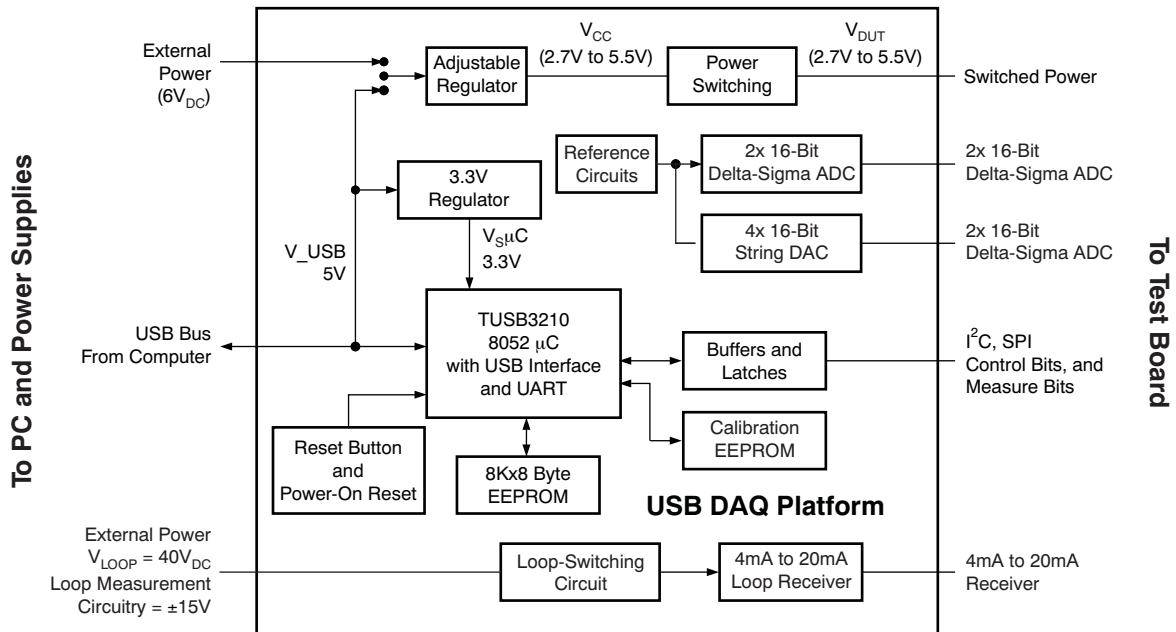 To PC and Power Supplies
External
Power
(6V_DC)
V_CC
(2.7V to 5.5V)
V_DUT
(2.7V to 5.5V)
Adjustable
Regulator
Power
Switching
Switched Power
Reference
Circuits
2x 16-Bit
Delta-Sigma ADC
2x 16-Bit
Delta-Sigma ADC
3.3V
Regulator
4x 16-Bit
String DAC
2x 16-Bit
Delta-Sigma ADC
V_USB
5V
V_SμC
3.3V
USB Bus
From Computer
TUSB3210
8052 μC
with USB Interface
and UART
Buffers and
Latches
I²C, SPI
Control Bits, and
Measure Bits
Reset Button
and
Power-On Reset
8Kx8 Byte
EEPROM
Calibration
EEPROM
USB DAQ Platform
External Power
V_LOOP = 40V_DC
Loop Measurement
Circuitry = ±15V
Loop-Switching
Circuit
4mA to 20mA
Loop Receiver
4mA to 20mA
Receiver
To Test Board